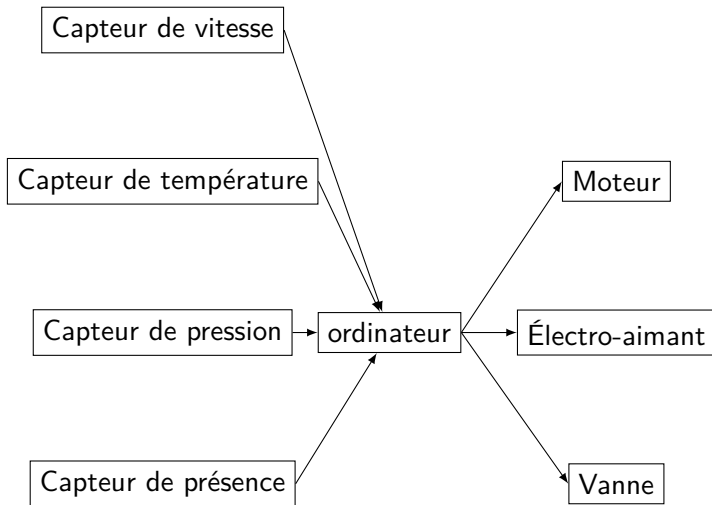 Capteur de vitesse
Capteur de température
Moteur
Capteur de pression
ordinateur
Électro-aimant
Capteur de présence
Vanne